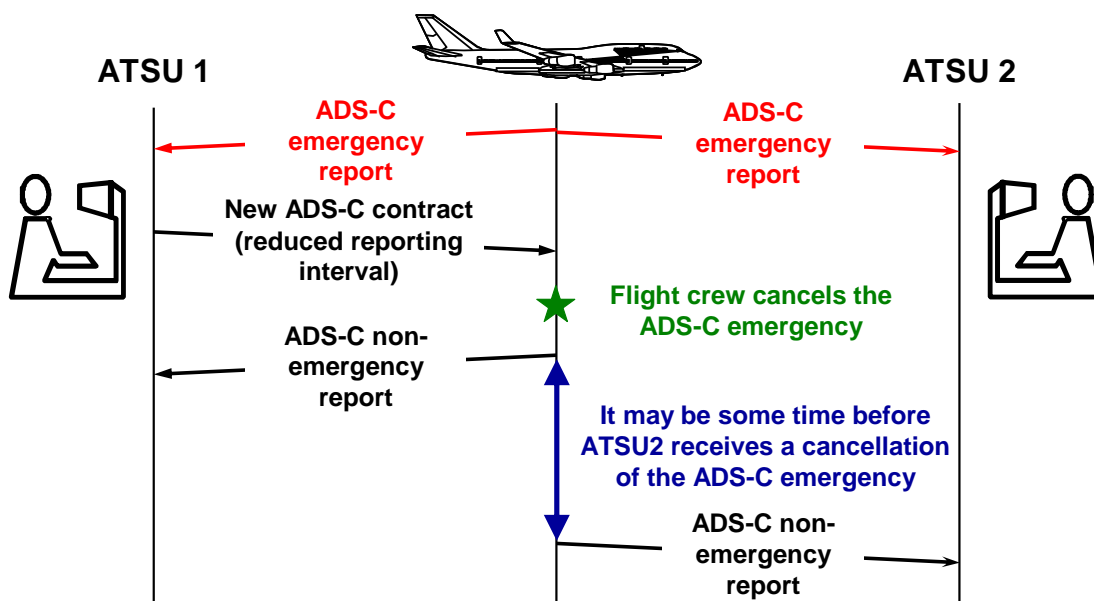 ATSU 1
ATSU 2
ADS-C
emergency
report
ADS-C
emergency
report
New ADS-C contract
(reduced reporting
interval)
Flight crew cancels the
ADS-C emergency
ADS-C non-
emergency
report
It may be some time before
ATSU2 receives a cancellation
of the ADS-C emergency
ADS-C non-
emergency
report